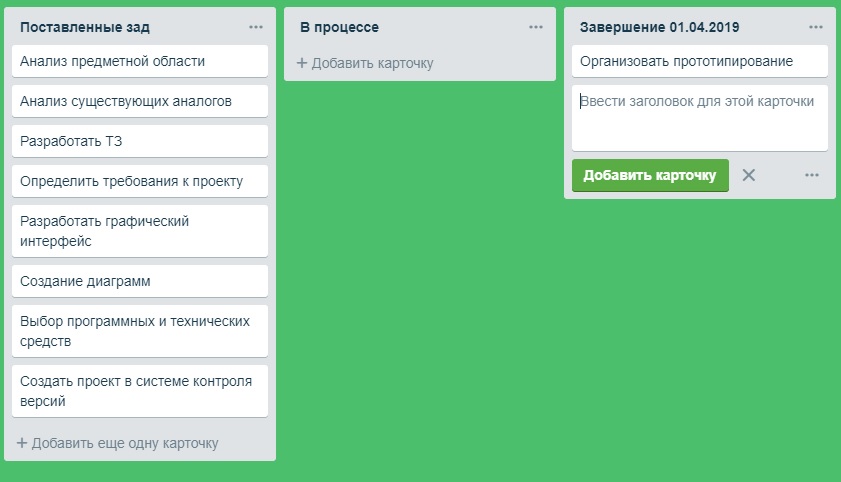 Поставленные зад
Анализ предметной области
Анализ существующих аналогов
Разработать ТЗ
Определить требования к проекту
Разработать графический
интерфейс
Создание диаграмм
Выбор программных и технических
средств
Создать проект в системе контроля
версий
+ Добавить еще одну карточку
В процессе
+ Добавить карточку
Завершение 01.04.2019
Организовать прототипирование
Ввести заголовок для этой карточки
Добавить карточку